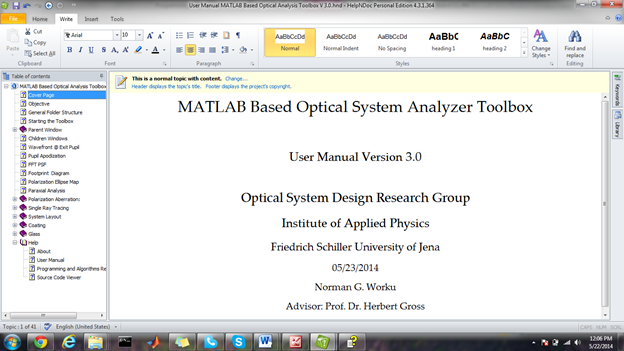 User Manual MATLAB Based Optical Analysis Toolbox V 3.0.hnd - HelpNDoc Personal Edition 4.3.1.364
File Home Write Insert Tools
Paste
Cut
Copy
Select All
Clipboard
Arial 10
Font
Paragraph
AaBbCcDd AaBbCcDd AaBbCcDd AaBbC AaBbC
Normal Normal Indent No Spacing heading 1 heading 2
Change Styles
Styles
Find and replace
Editing
Table of contents
MATLAB Based Optical Analysis Toolbox
Cover Page
Objective
General Folder Structure
Starting the Toolbox
Parent Window
Children Windows
Wavefront @ Exit Pupil
Pupil Apodization
FFT PSF
Footprint Diagram
Polarization Ellipse Map
Paraxial Analysis
Polarization Aberration:
Single Ray Tracing
System Layout
Coating
Glass
Help
About
User Manual
Programming and Algorithms Re
Source Code Viewer
This is a normal topic with content. Change...
Header displays the topic's title. Footer displays the project's copyright.
MATLAB Based Optical System Analyzer Toolbox
User Manual Version 3.0
Optical System Design Research Group
Institute of Applied Physics
Friedrich Schiller University of Jena
05/23/2014
Norman G. Worku
Advisor: Prof. Dr. Herbert Gross
Keywords
Library
Topic : 1 of 41
English (United States)
CAPS NUM SCRL
12:06 PM
5/22/2014